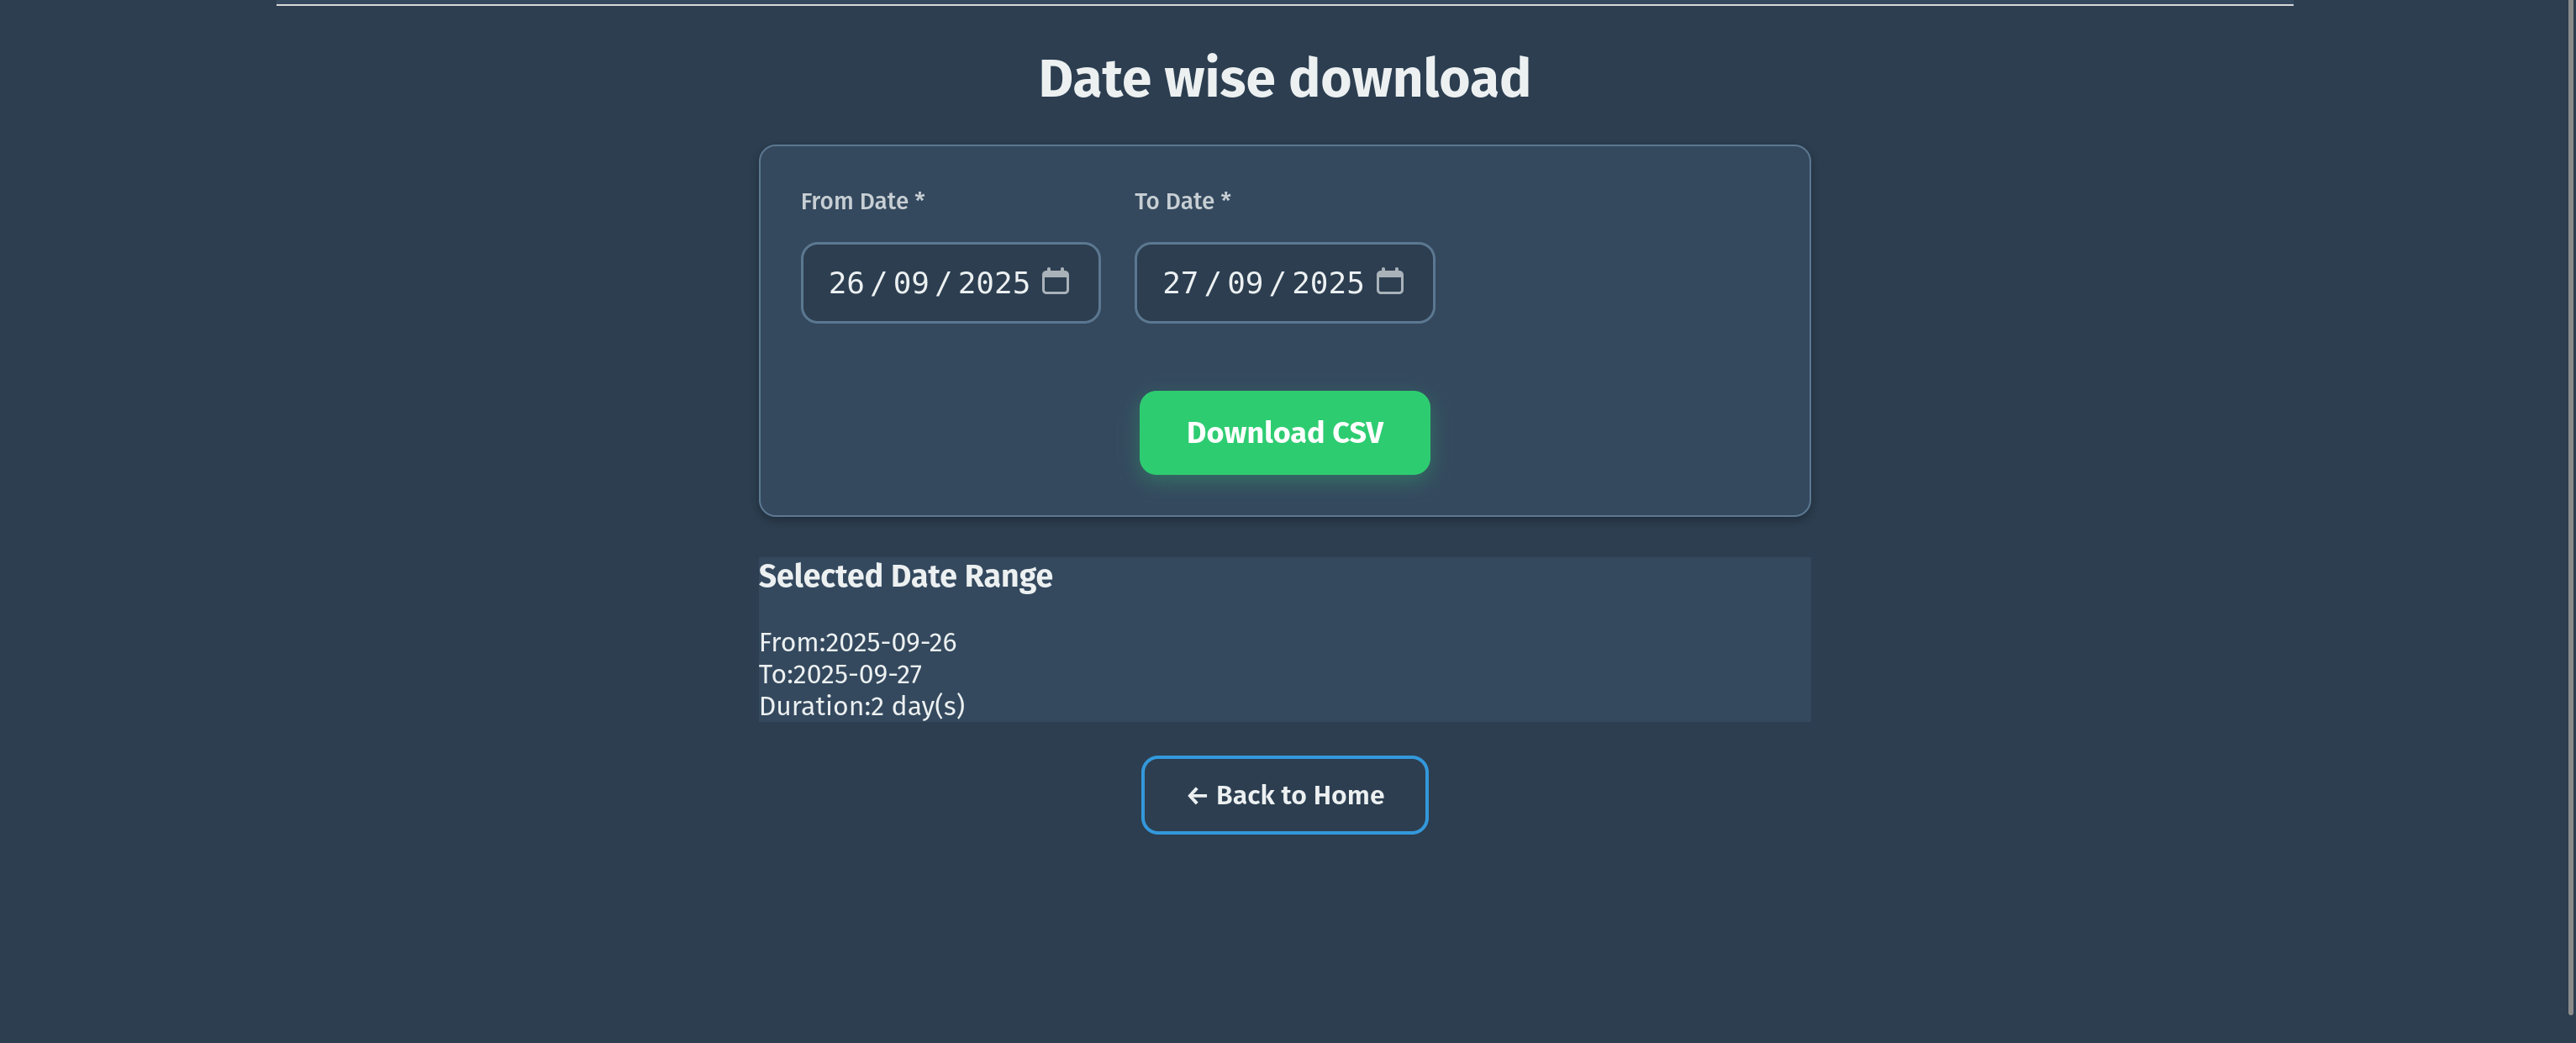 Date wise download
From Date * To Date *
26/09/2025 27/09/2025
Download CSV
Selected Date Range
From:2025-09-26
To:2025-09-27
Duration:2 day(s)
← Back to Home